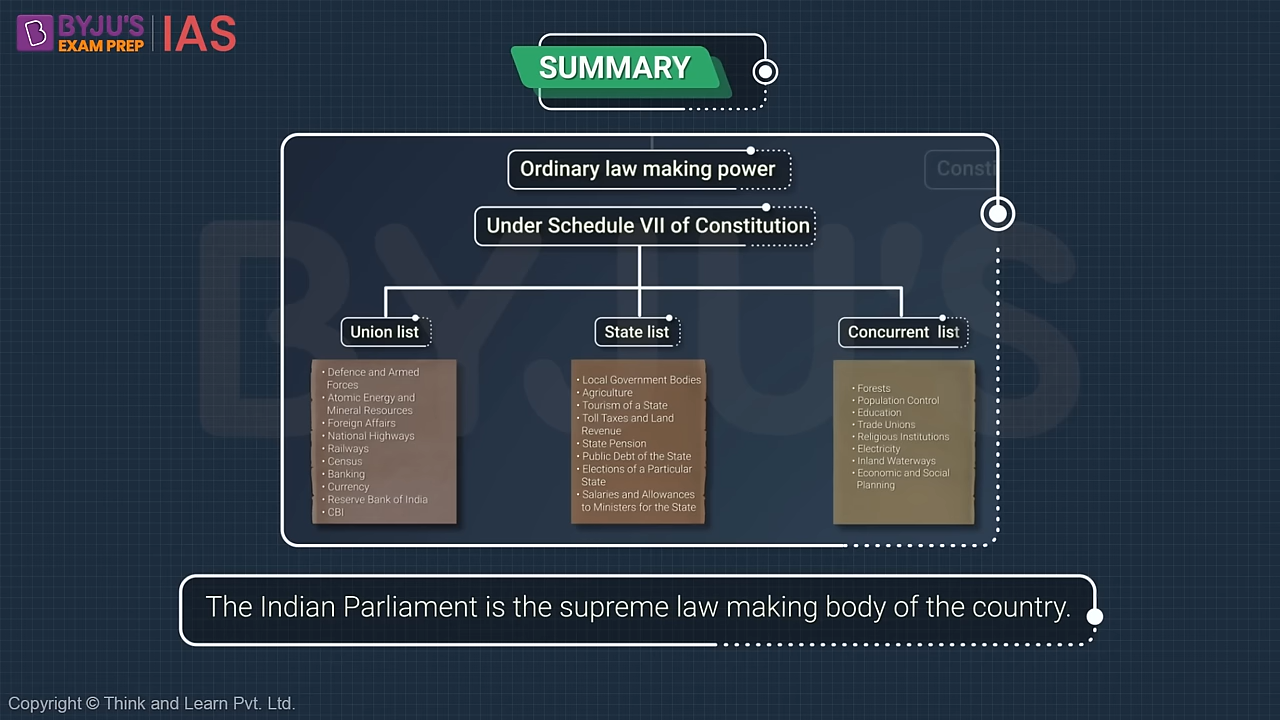 BYJU'S
EXAM PREP
IAS
SUMMARY
Ordinary law making power
Consti
Under Schedule VII of Constitution
BYJU'S
Union list
State list
Concurrent list
• Defence and Armed
Forces
• Atomic Energy and
Mineral Resources
• Foreign Affairs
• National Highways
• Railways
• Census
• Banking
• Currency
• Reserve Bank of India
• CBI
• Local Government Bodies
• Agriculture
• Tourism of a State
• Toll Taxes and Land
Revenue
• State Pension
• Public Debt of the State
• Elections of a Particular
State
• Salaries and Allowances
to Ministers for the State
• Forests
• Population Control
• Education
• Trade Unions
• Religious Institutions
• Electricity
• Inland Waterways
• Economic and Social
Planning
The Indian Parliament is the supreme law making body of the country.
Copyright © Think and Learn Pvt. Ltd.